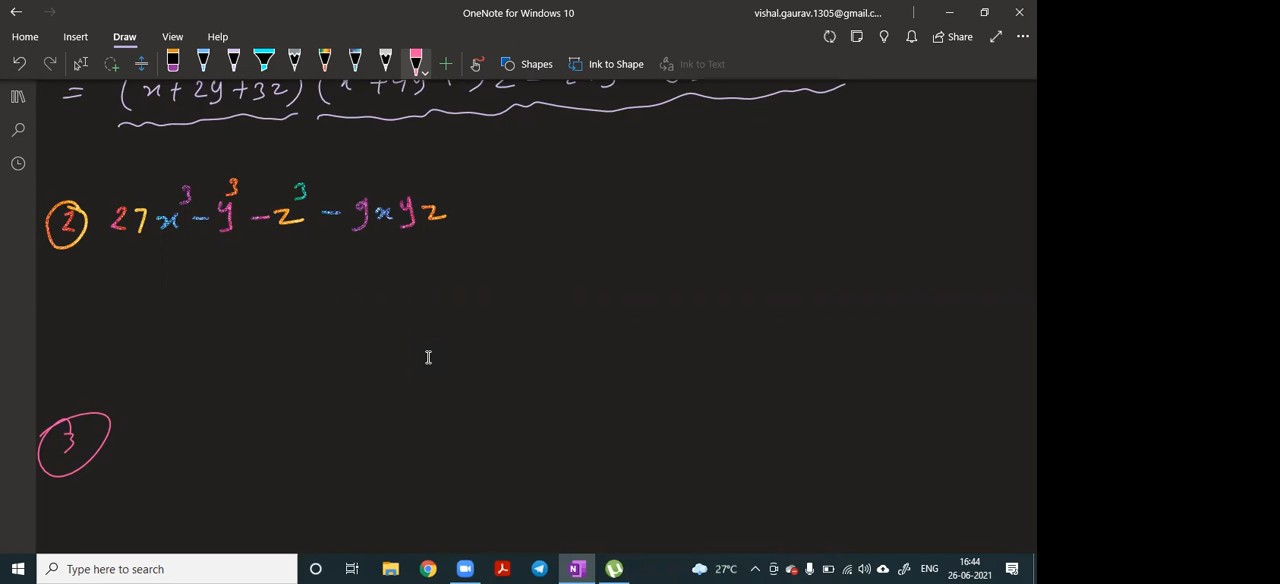 OneNote for Windows 10
vishal.gaurav.1305@gmail.c...
Home Insert Draw View Help
Share
Shapes Ink to Shape Ink to Text
= (x+2y+3z)
② 27x³ - y³ - z³ - 9xyz
③
Type here to search
27°C ENG 16:44 26-06-2021